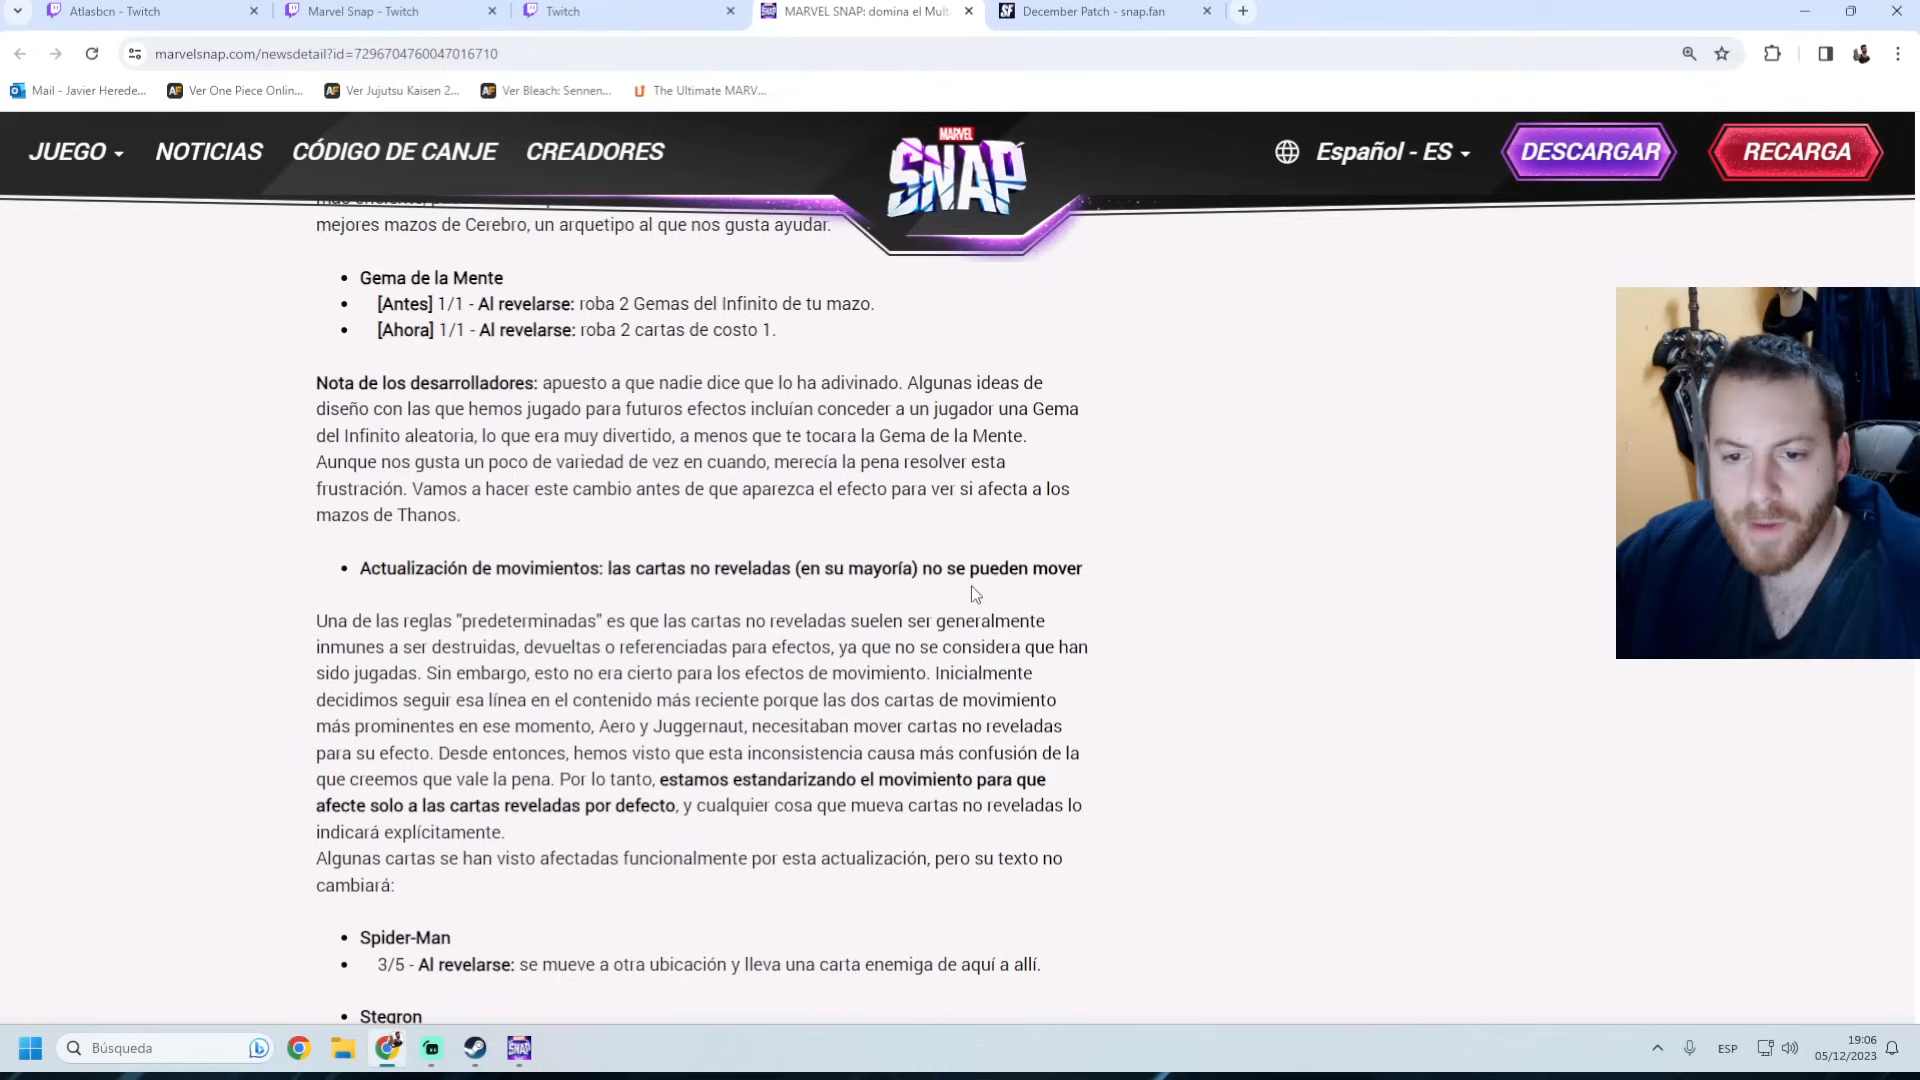 Atlasbcn - Twitch
Marvel Snap - Twitch
Twitch
MARVEL SNAP: domina el Mult
December Patch - snap.fan
marvelsnap.com/newsdetail?id=7296704760047016710
Mail - Javier Herede...
Ver One Piece Onlin...
Ver Jujutsu Kaisen 2...
Ver Bleach: Sennen...
The Ultimate MARV...
JUEGO
NOTICIAS
CÓDIGO DE CANJE
CREADORES
MARVEL
SNAP
Español - ES
DESCARGAR
RECARGA
mejores mazos de Cerebro, un arquetipo al que nos gusta ayudar.
• Gema de la Mente
• [Antes] 1/1 - Al revelarse: roba 2 Gemas del Infinito de tu mazo.
• [Ahora] 1/1 - Al revelarse: roba 2 cartas de costo 1.
Nota de los desarrolladores: apuesto a que nadie dice que lo ha adivinado. Algunas ideas de
diseño con las que hemos jugado para futuros efectos incluían conceder a un jugador una Gema
del Infinito aleatoria, lo que era muy divertido, a menos que te tocara la Gema de la Mente.
Aunque nos gusta un poco de variedad de vez en cuando, merecía la pena resolver esta
frustración. Vamos a hacer este cambio antes de que aparezca el efecto para ver si afecta a los
mazos de Thanos.
• Actualización de movimientos: las cartas no reveladas (en su mayoría) no se pueden mover
Una de las reglas "predeterminadas" es que las cartas no reveladas suelen ser generalmente
inmunes a ser destruidas, devueltas o referenciadas para efectos, ya que no se considera que han
sido jugadas. Sin embargo, esto no era cierto para los efectos de movimiento. Inicialmente
decidimos seguir esa línea en el contenido más reciente porque las dos cartas de movimiento
más prominentes en ese momento, Aero y Juggernaut, necesitaban mover cartas no reveladas
para su efecto. Desde entonces, hemos visto que esta inconsistencia causa más confusión de la
que creemos que vale la pena. Por lo tanto, estamos estandarizando el movimiento para que
afecte solo a las cartas reveladas por defecto, y cualquier cosa que mueva cartas no reveladas lo
indicará explícitamente.
Algunas cartas se han visto afectadas funcionalmente por esta actualización, pero su texto no
cambiará:
• Spider-Man
• 3/5 - Al revelarse: se mueve a otra ubicación y lleva una carta enemiga de aquí a allí.
• Stegron
Búsqueda
SNAP
ESP
19:06
05/12/2023